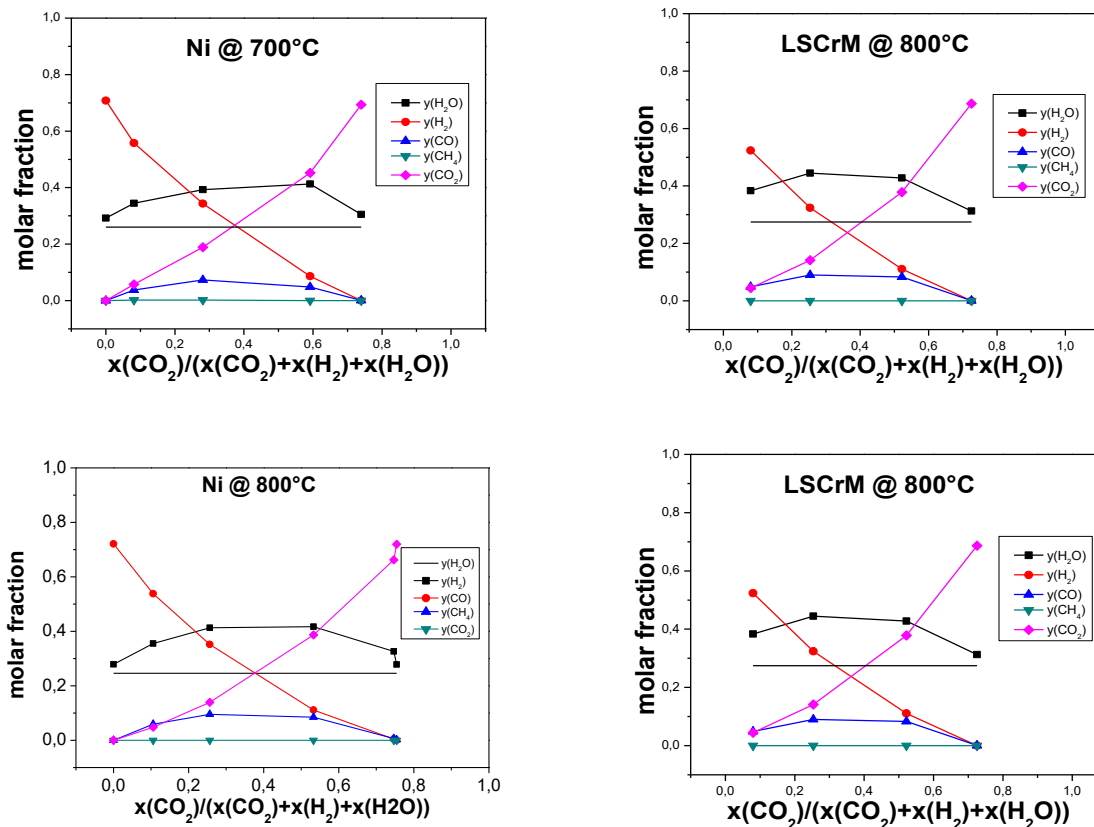 Ni @ 700°C
1,0
0,8
0,6
0,4
0,2
0,0
molar fraction
y(H₂O)
y(H₂)
y(CO)
y(CH₄)
y(CO₂)
0,0 0,2 0,4 0,6 0,8 1,0
x(CO₂)/(x(CO₂)+x(H₂)+x(H₂O))
LSCrM @ 800°C
1,0
0,8
0,6
0,4
0,2
0,0
molar fraction
y(H₂O)
y(H₂)
y(CO)
y(CH₄)
y(CO₂)
0,0 0,2 0,4 0,6 0,8 1,0
x(CO₂)/(x(CO₂)+x(H₂)+x(H₂O))
Ni @ 800°C
1,0
0,8
0,6
0,4
0,2
0,0
molar fraction
y(H₂O)
y(H₂)
y(CO)
y(CH₄)
y(CO₂)
0,0 0,2 0,4 0,6 0,8 1,0
x(CO₂)/(x(CO₂)+x(H₂)+x(H2O))
LSCrM @ 800°C
1,0
0,8
0,6
0,4
0,2
0,0
molar fraction
y(H₂O)
y(H₂)
y(CO)
y(CH₄)
y(CO₂)
0,0 0,2 0,4 0,6 0,8 1,0
x(CO₂)/(x(CO₂)+x(H₂)+x(H₂O))